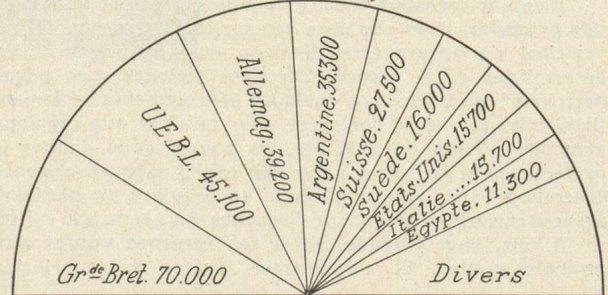 Gr.de Bret. 70.000
U.E.B.L. 45.100
Allemag. 39.200
Argentine. 35.300
Suisse. 27.500
Suède. 16.000
Etats-Unis. 15.700
Italie.... 15.700
Egypte. 11.300
Divers